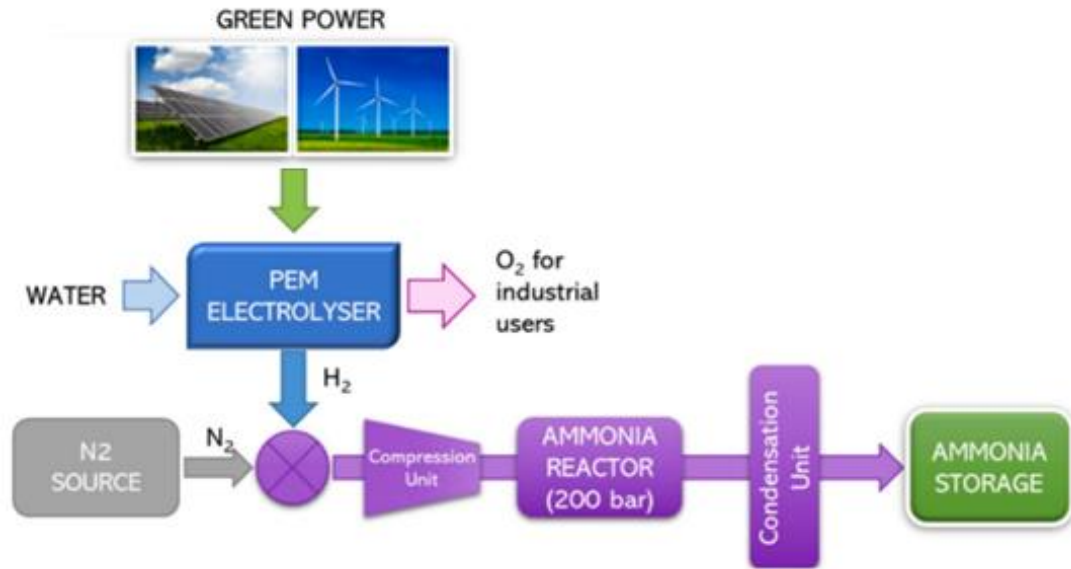 GREEN POWER
WATER
PEM
ELECTROLYSER
O₂ for
industrial
users
H₂
N2
SOURCE
N₂
Compression
Unit
AMMONIA
REACTOR
(200 bar)
Condensation
Unit
AMMONIA
STORAGE